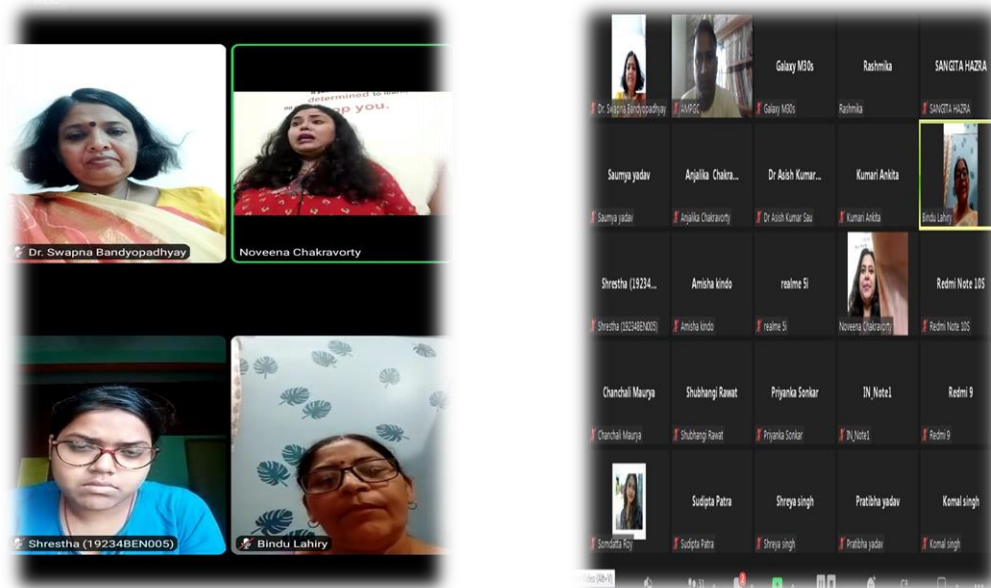 determined to
op you.
Dr. Swapna Bandyopadhyay
Noveena Chakravorty
Shrestha (19234BEN005)
Bindu Lahiry
Galaxy M30s
Rashmika
SANGITA HAZRA
Dr. Swapna Bandyopadhyay
AMPGC
Galaxy M30s
Rashmika
SANGITA HAZRA
Saumya yadav
Anjalika Chakra...
Dr Asish Kumar...
Kumari Ankita
Saumya yadav
Anjalika Chakravorty
Dr Asish Kumar Sau
Kumari Ankita
Bindu Lahiry
Shrestha (19234...
Amisha kindo
realme 5i
Redmi Note 10S
Shrestha (19234BEN005)
Amisha kindo
realme 5i
Noveena Chakravorty
Redmi Note 10S
Chanchali Maurya
Shubhangi Rawat
Priyanka Sonkar
IN_Note1
Redmi 9
Chanchali Maurya
Shubhangi Rawat
Priyanka Sonkar
IN_Note1
Redmi 9
Sudipta Patra
Shreya singh
Pratibha yadav
Komal singh
Somdatta Roy
Sudipta Patra
Shreya singh
Pratibha yadav
Komal singh
Video (Alt+V)